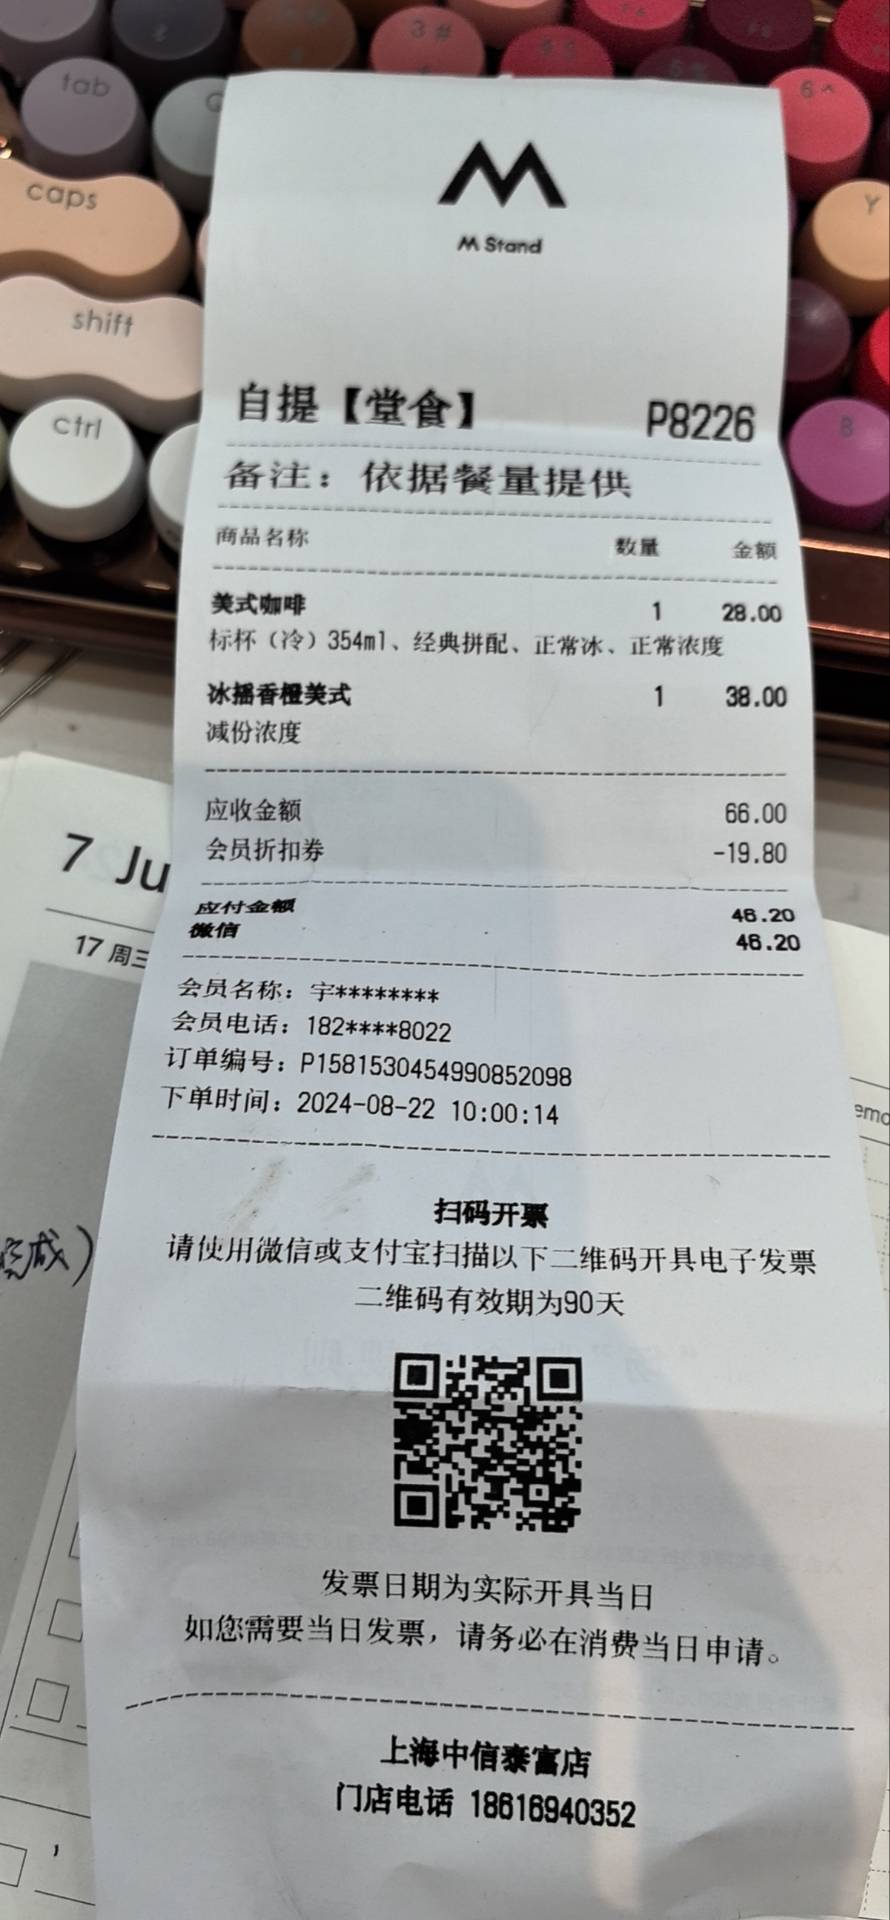 3 #
tab
6 ^
caps
Y
shift
ctrl
B
M Stand
自提【堂食】 P8226
备注：依据餐量提供
商品名称 数量 金额
美式咖啡 1 28.00
标杯（冷）354ml、经典拼配、正常冰、正常浓度
冰摇香橙美式 1 38.00
减份浓度
应收金额 66.00
会员折扣券 -19.80
应付金额 46.20
微信 46.20
会员名称：宇********
会员电话：182****8022
订单编号：P1581530454990852098
下单时间：2024-08-22 10:00:14
扫码开票
请使用微信或支付宝扫描以下二维码开具电子发票
二维码有效期为90天
发票日期为实际开具当日
如您需要当日发票，请务必在消费当日申请。
上海中信泰富店
门店电话 18616940352
7 Ju
17 周三
完成）
emo